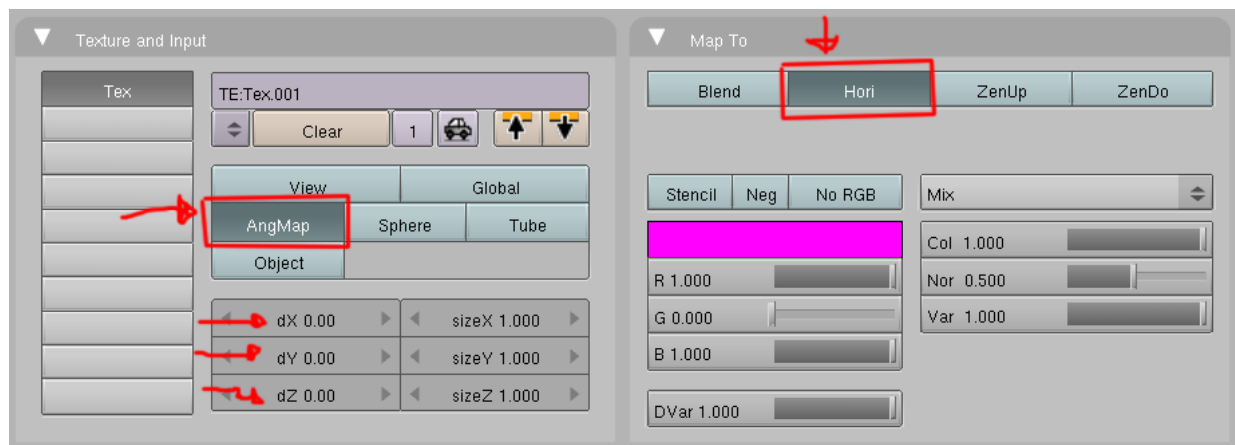 Texture and Input
Tex
TE:Tex.001
Clear 1
View Global
AngMap Sphere Tube
Object
dX 0.00 sizeX 1.000
dY 0.00 sizeY 1.000
dZ 0.00 sizeZ 1.000
Map To
Blend Hori ZenUp ZenDo
Stencil Neg No RGB
Mix
R 1.000
G 0.000
B 1.000
DVar 1.000
Col 1.000
Nor 0.500
Var 1.000